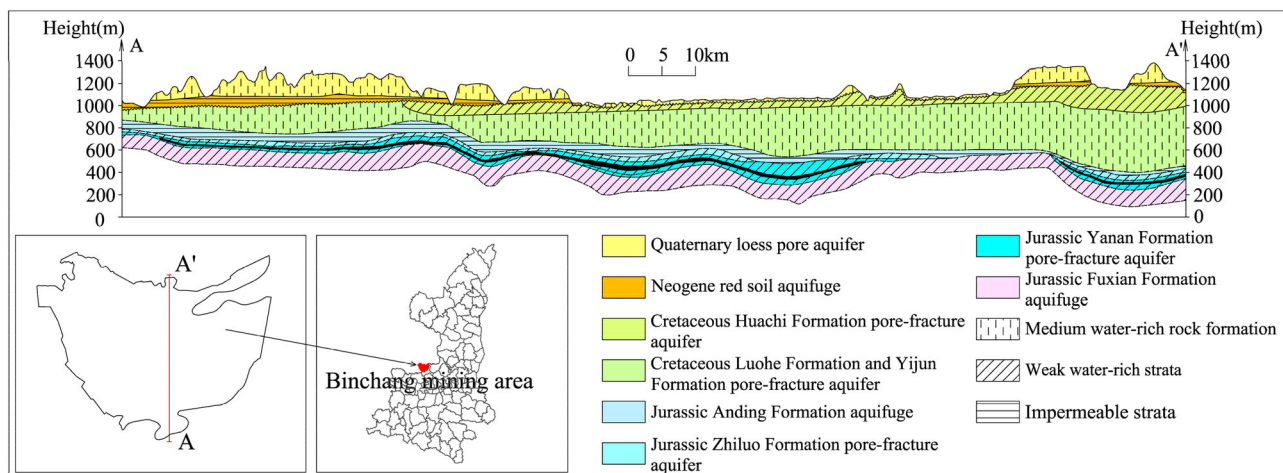 Height(m)
A
0 5 10km
Height(m)
A'
1400
1200
1000
800
600
400
200
0
1400
1200
1000
800
600
400
200
0
A'
A
Binchang mining area
Quaternary loess pore aquifer
Neogene red soil aquifuge
Cretaceous Huachi Formation pore-fracture
aquifer
Cretaceous Luohe Formation and Yijun
Formation pore-fracture aquifer
Jurassic Anding Formation aquifuge
Jurassic Zhiluo Formation pore-fracture
aquifer
Jurassic Yanan Formation
pore-fracture aquifer
Jurassic Fuxian Formation
aquifuge
Medium water-rich rock formation
Weak water-rich strata
Impermeable strata